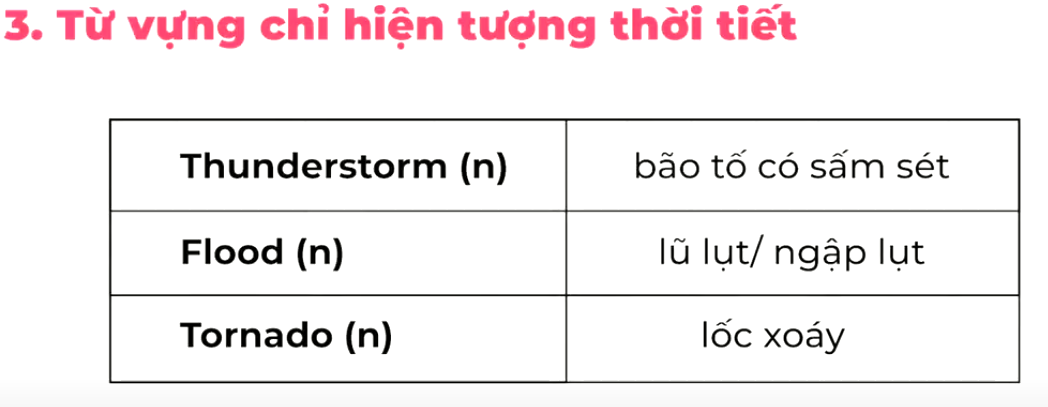 3. Từ vựng chỉ hiện tượng thời tiết
Thunderstorm (n) bão tố có sấm sét
Flood (n) lũ lụt/ ngập lụt
Tornado (n) lốc xoáy